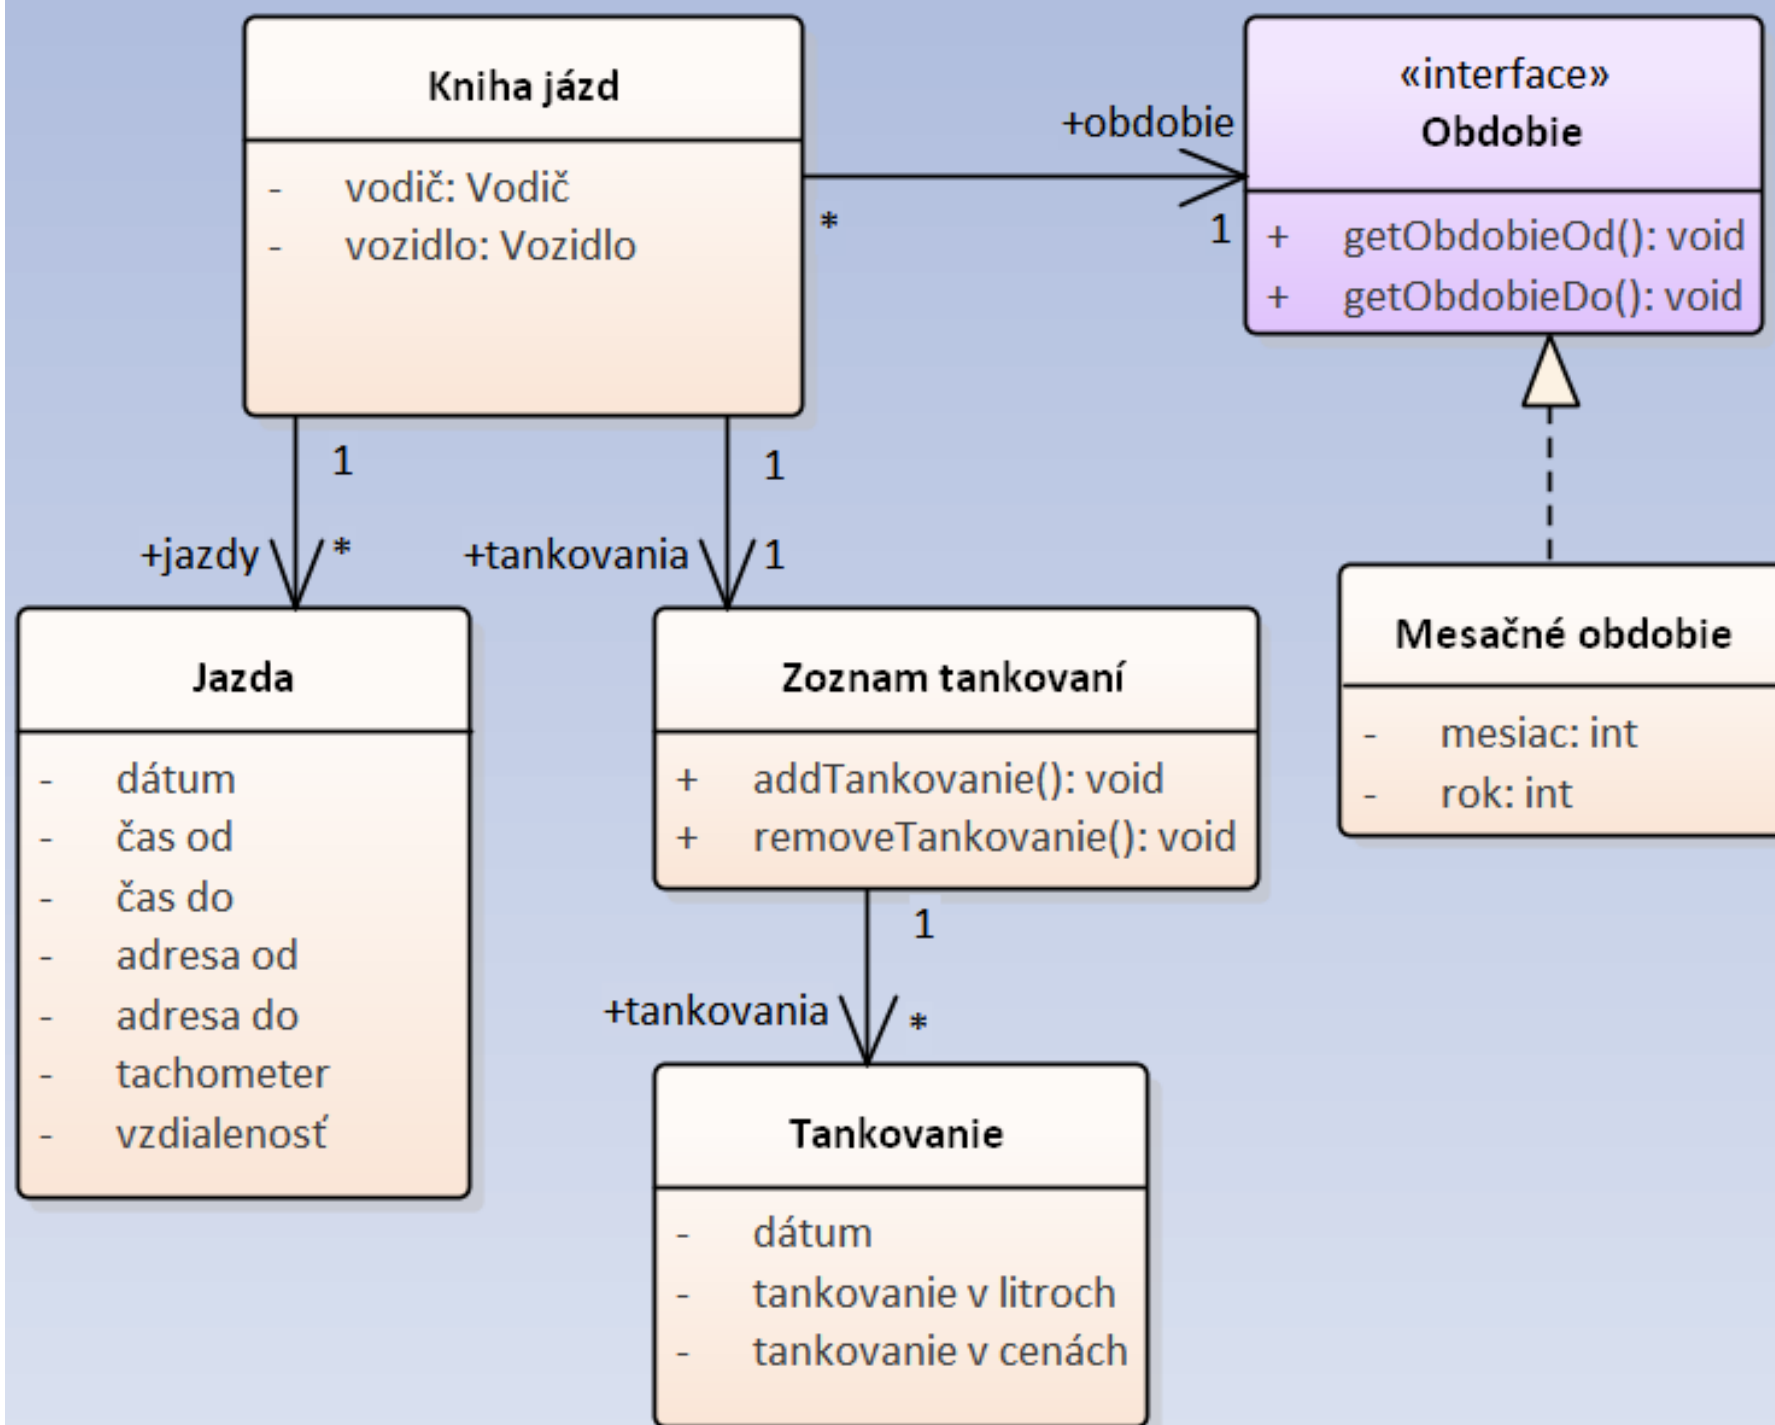 Kniha jázd
- vodič: Vodič
- vozidlo: Vozidlo
+obdobie
*
1
«interface»
Obdobie
+ getObdobieOd(): void
+ getObdobieDo(): void
1
+jazdy
*
1
+tankovania
1
Jazda
- dátum
- čas od
- čas do
- adresa od
- adresa do
- tachometer
- vzdialenosť
Zoznam tankovaní
+ addTankovanie(): void
+ removeTankovanie(): void
Mesačné obdobie
- mesiac: int
- rok: int
1
+tankovania
*
Tankovanie
- dátum
- tankovanie v litroch
- tankovanie v cenách